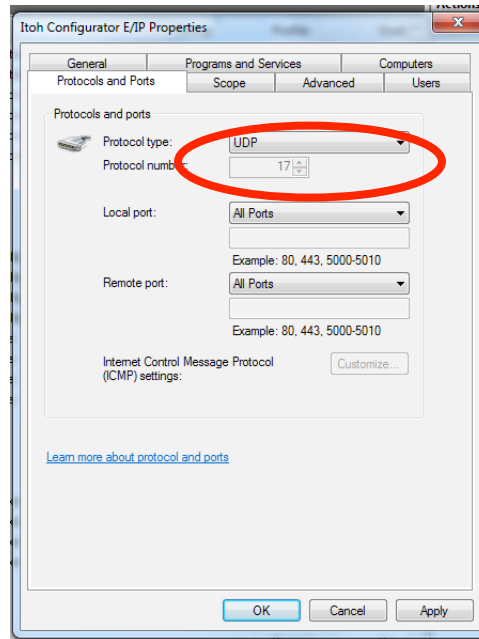 Actions
Itoh Configurator E/IP Properties
General Programs and Services Computers
Protocols and Ports Scope Advanced Users
Protocols and ports
Protocol type: UDP
Protocol number: 17
Local port: All Ports
Example: 80, 443, 5000-5010
Remote port: All Ports
Example: 80, 443, 5000-5010
Internet Control Message Protocol Customize...
(ICMP) settings:
Learn more about protocol and ports
OK Cancel Apply